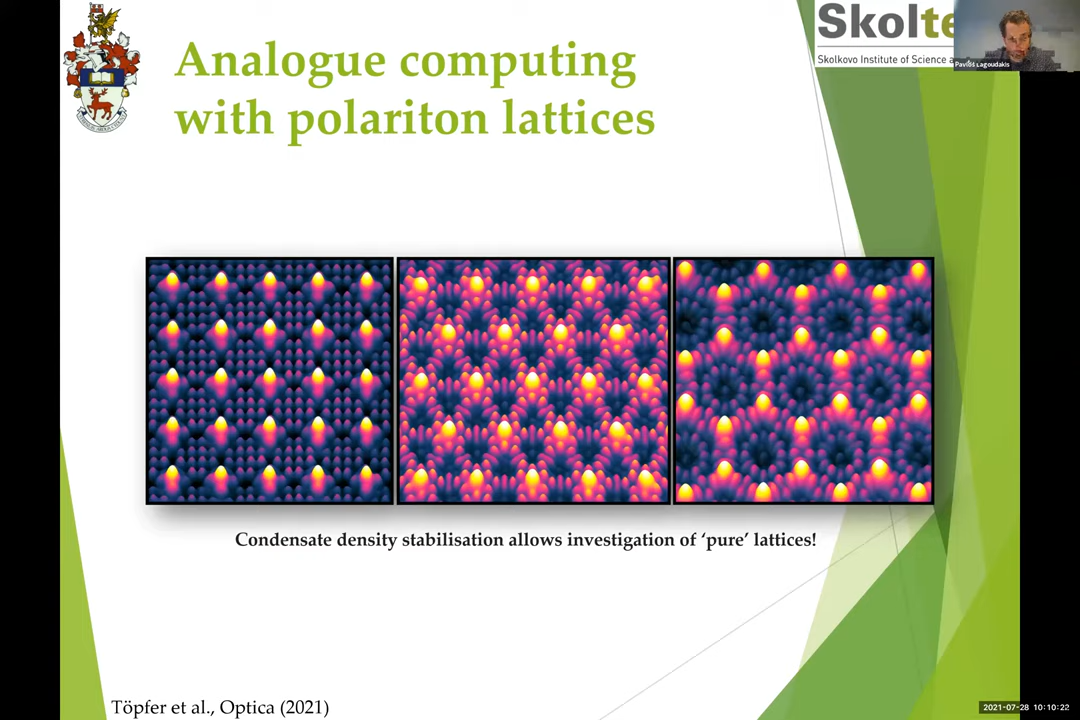 Analogue computing
with polariton lattices
Skolte
Skolkovo Institute of Science a
Pavlos Lagoudakis
Condensate density stabilisation allows investigation of ‘pure’ lattices!
Töpfer et al., Optica (2021)
2021-07-28 10:10:22